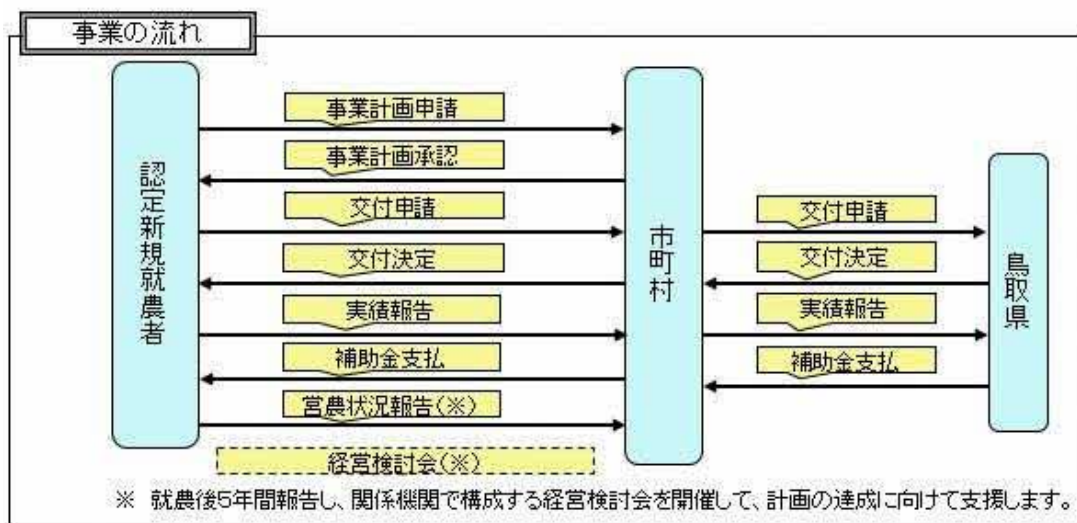 事業の流れ
認定新規就農者
市町村
鳥取県
事業計画申請
事業計画承認
交付申請
交付決定
実績報告
補助金支払
営農状況報告(※)
経営検討会(※)
交付申請
交付決定
実績報告
補助金支払
※ 就農後5年間報告し、関係機関で構成する経営検討会を開催して、計画の達成に向けて支援します。